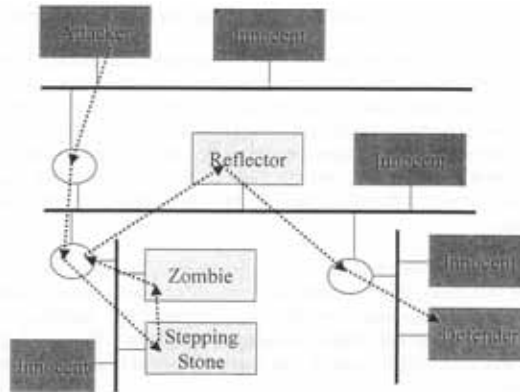 Attacker
Innocent
Reflector
Innocent
Zombie
Innocent
Stepping
Stone
Defender
Innocent